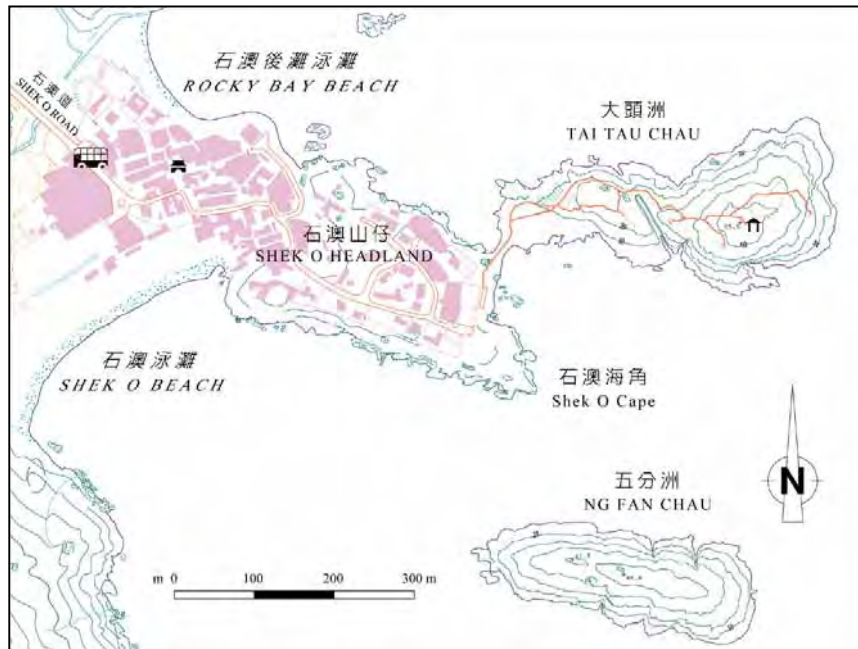 石澳後灘泳灘
ROCKY BAY BEACH
石澳道
SHEK O ROAD
大頭洲
TAI TAU CHAU
石澳山仔
SHEK O HEADLAND
石澳泳灘
SHEK O BEACH
石澳海角
Shek O Cape
五分洲
NG FAN CHAU
N
m 0 100 200 300 m